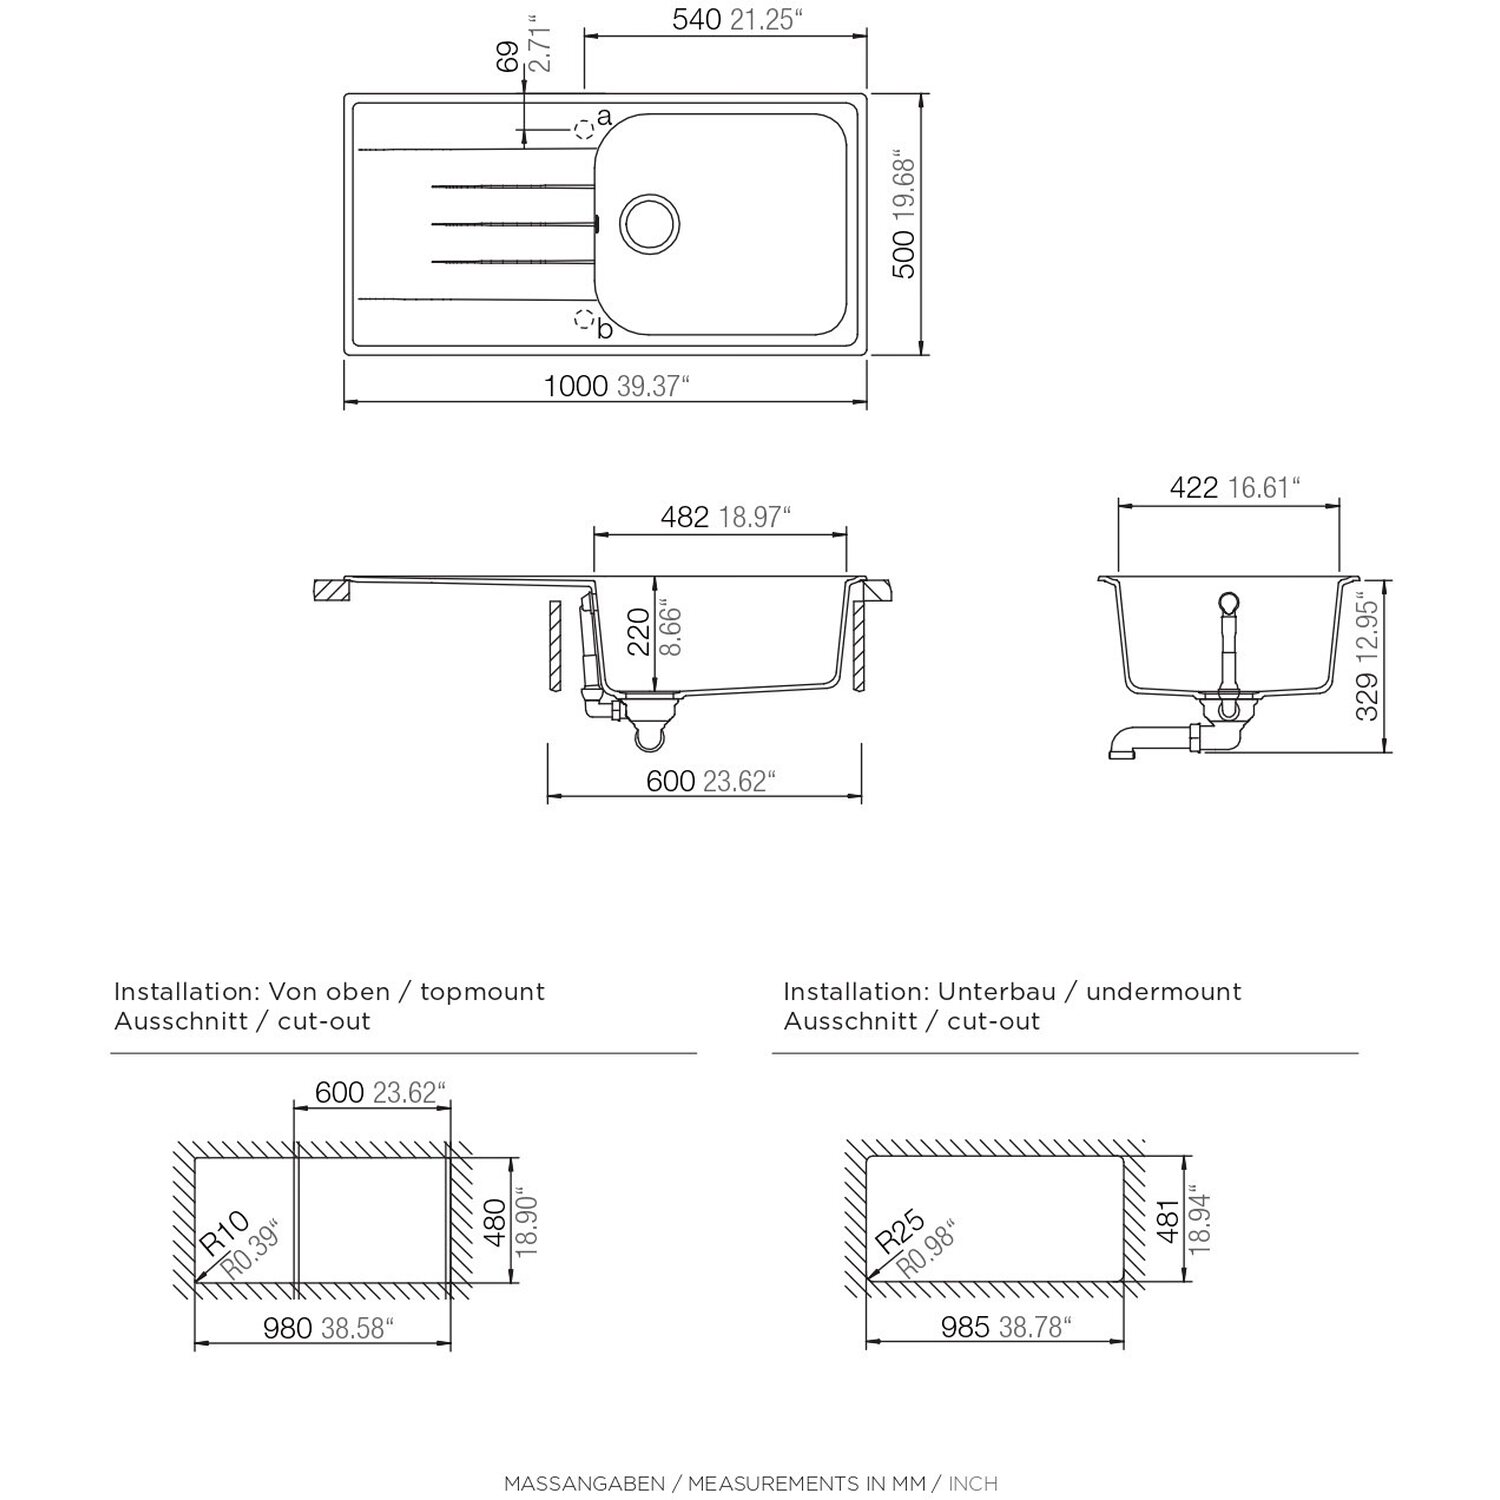 540 21.25“
69
2.71“
a
500 19.68“
b
1000 39.37“
482 18.97“
422 16.61“
220
8.66“
329 12.95“
600 23.62“
Installation: Von oben / topmount
Ausschnitt / cut-out
Installation: Unterbau / undermount
Ausschnitt / cut-out
600 23.62“
R10
R0.39“
480
18.90“
980 38.58“
R25
R0.98“
481
18.94“
985 38.78“
MASSANGABEN / MEASUREMENTS IN MM / INCH